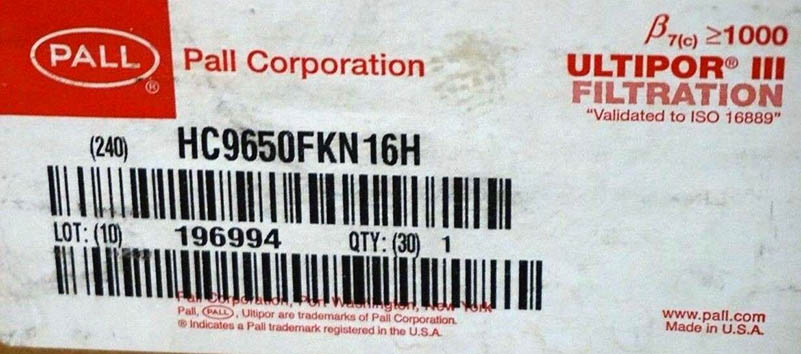 PALL
®
Pall Corporation
β7(c) ≥1000
ULTIPOR® III
FILTRATION
"Validated to ISO 16889"
(240) HC9650FKN16H
LOT: (10) 196994 QTY: (30) 1
Pall Corporation, Port Washington, New York
Pall, PALL, Ultipor are trademarks of Pall Corporation.
® Indicates a Pall trademark registered in the U.S.A.
www.pall.com
Made in U.S.A.